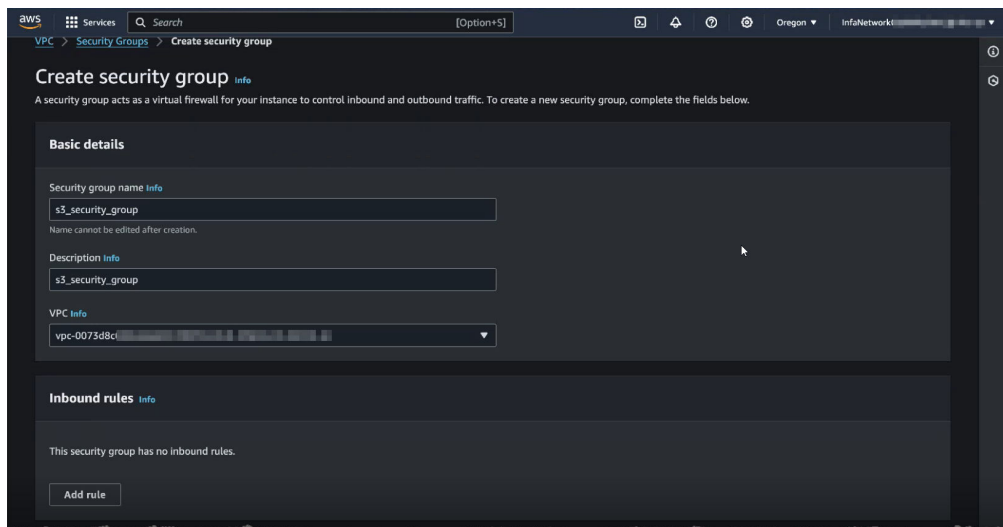 aws Services Search [Option+S] Oregon InfaNetwork
VPC > Security Groups > Create security group
Create security group Info
A security group acts as a virtual firewall for your instance to control inbound and outbound traffic. To create a new security group, complete the fields below.
Basic details
Security group name Info
s3_security_group
Name cannot be edited after creation.
Description Info
s3_security_group
VPC Info
vpc-0073d8c
Inbound rules Info
This security group has no inbound rules.
Add rule